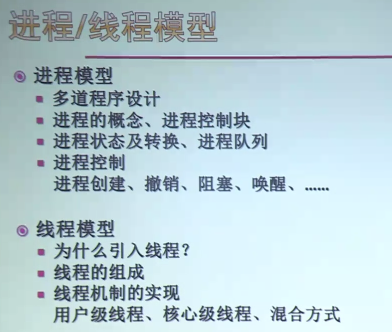 进程/线程模型
进程模型
多道程序设计
进程的概念、进程控制块
进程状态及转换、进程队列
进程控制
进程创建、撤销、阻塞、唤醒、……
线程模型
为什么引入线程？
线程的组成
线程机制的实现
用户级线程、核心级线程、混合方式